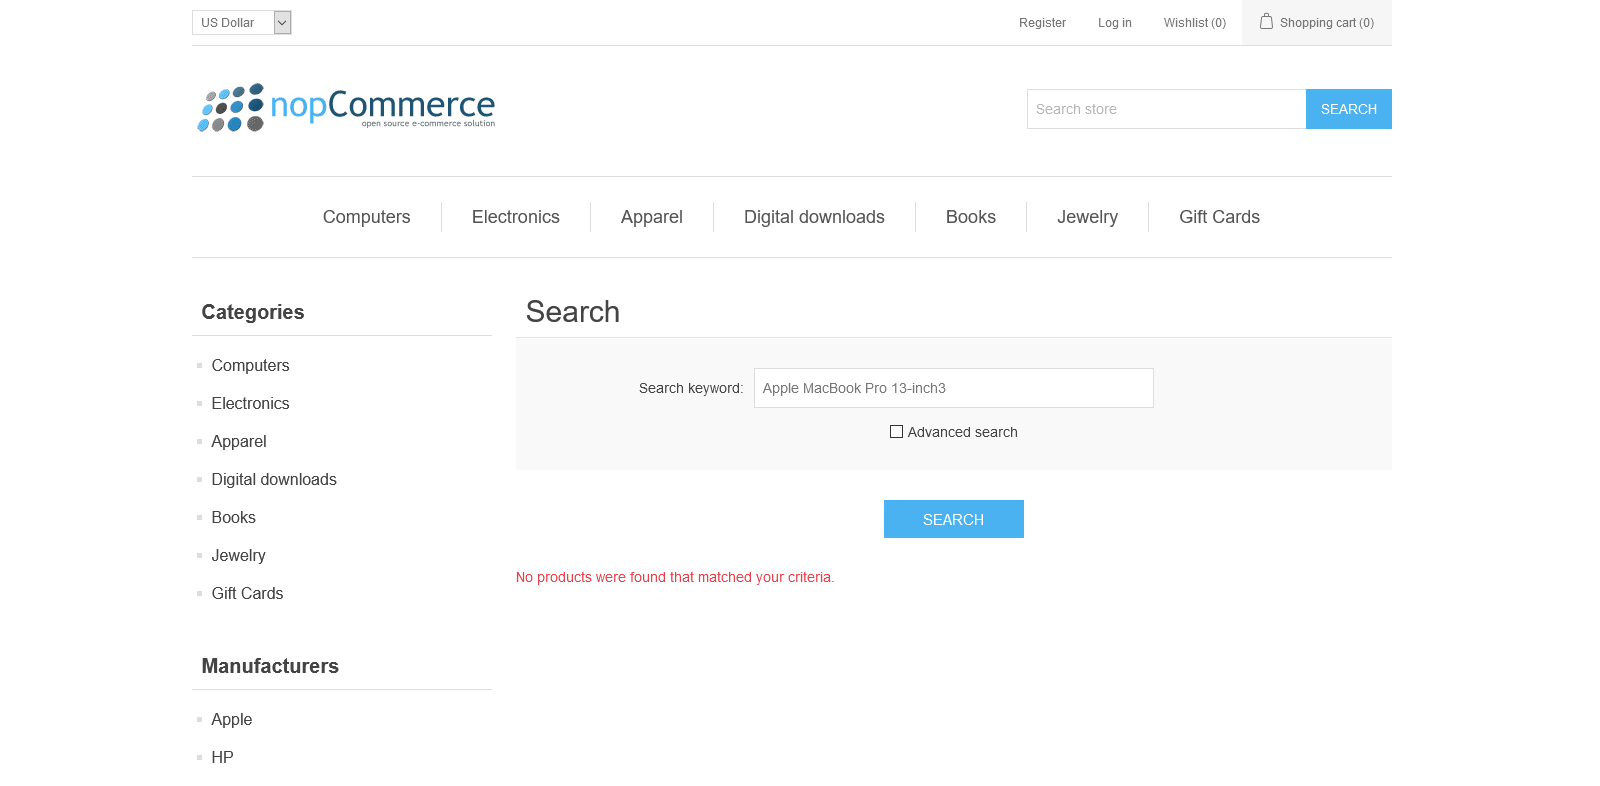 US Dollar
Register Log in Wishlist (0) Shopping cart (0)
nopCommerce
open source e-commerce solution
Search store SEARCH
Computers Electronics Apparel Digital downloads Books Jewelry Gift Cards
Categories
Computers
Electronics
Apparel
Digital downloads
Books
Jewelry
Gift Cards
Manufacturers
Apple
HP
Search
Search keyword: Apple MacBook Pro 13-inch3
Advanced search
SEARCH
No products were found that matched your criteria.